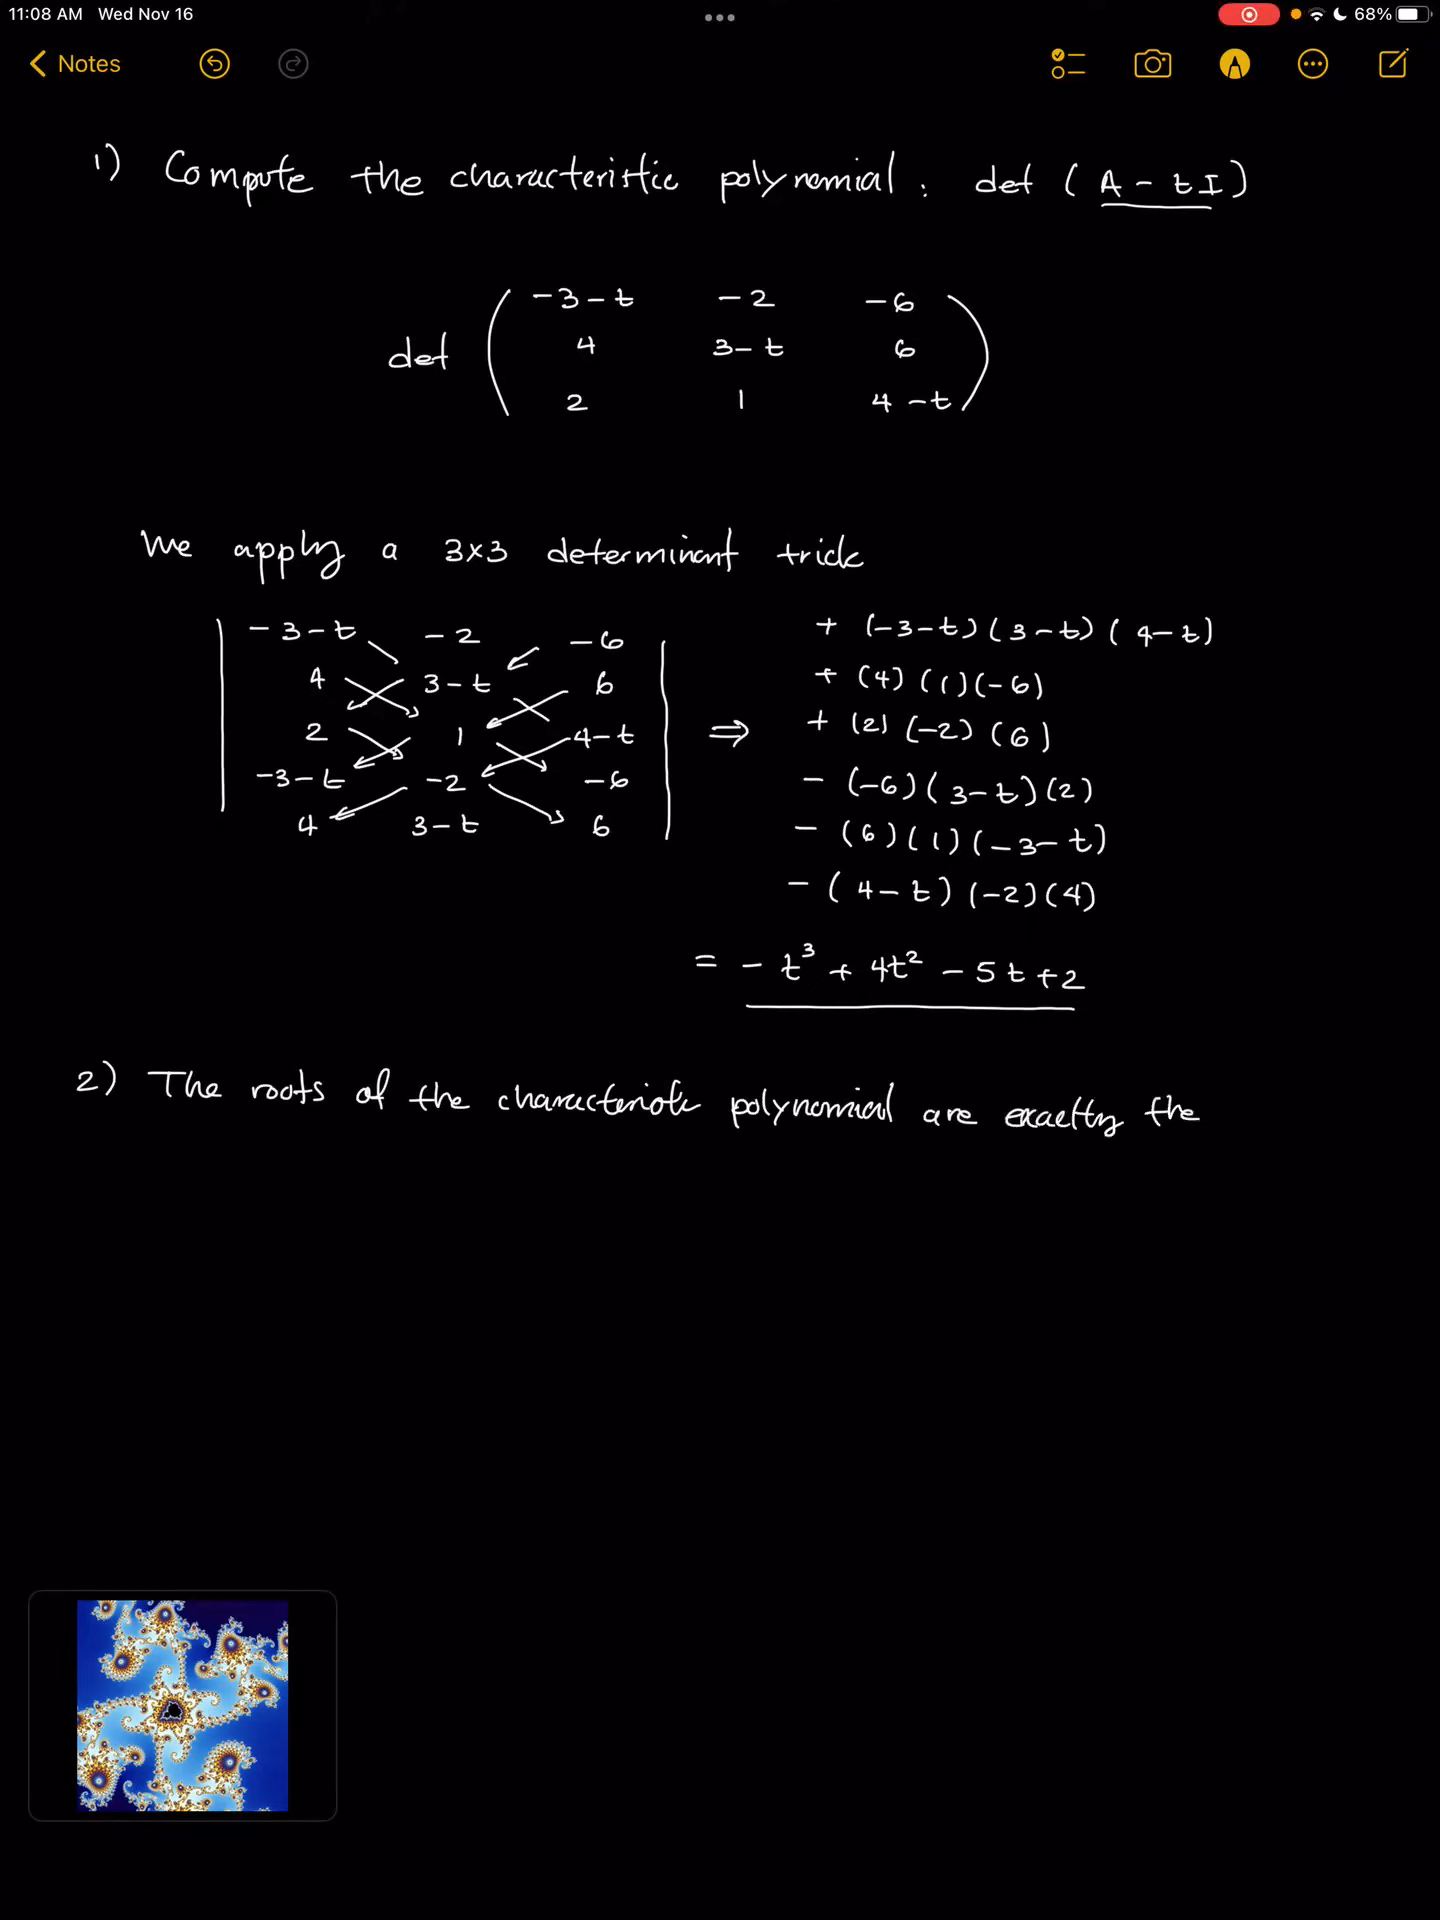 11:08 AM Wed Nov 16
68%
Notes
1) Compute the characteristic polynomial: det (A - tI)
-3-t -2 -6
det ( 4 3-t 6 )
2 1 4-t
We apply a 3x3 determinant trick
-3-t -2 -6
4 3-t 6
2 1 4-t
-3-t -2 -6
4 3-t 6
⇒
+ (-3-t)(3-t)(4-t)
+ (4)(1)(-6)
+ (2)(-2)(6)
- (-6)(3-t)(2)
- (6)(1)(-3-t)
- (4-t)(-2)(4)
= -t³ + 4t² - 5t + 2
2) The roots of the characteristic polynomial are exactly the